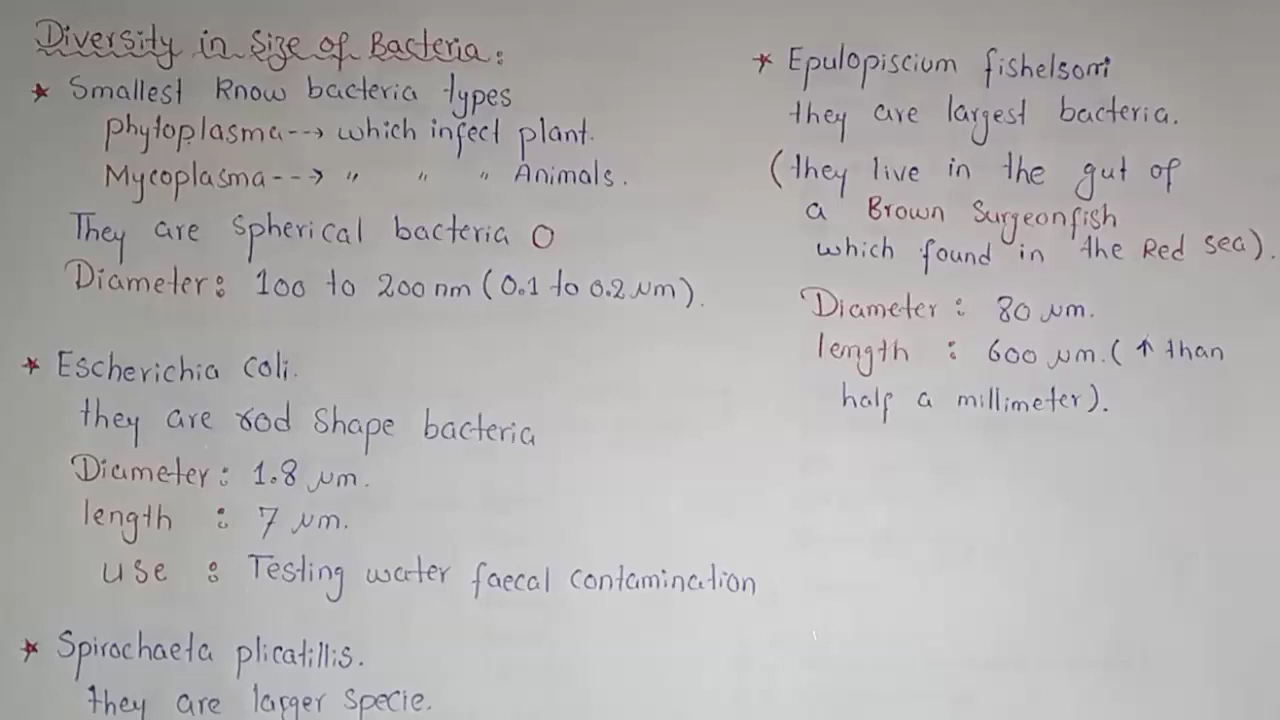 Diversity in Size of Bacteria:
* Smallest Know bacteria types
Phytoplasma--→ which infect plant.
Mycoplasma---→ " " " Animals.
They are spherical bacteria O
Diameter: 100 to 200 nm (0.1 to 0.2 μm).
* Escherichia Coli.
they are rod Shape bacteria
Diameter: 1.8 μm.
length : 7 μm.
use : Testing water faecal contamination
* Spirochaeta plicatillis.
they are larger specie.
* Epulopiscium fishelsoni
they are largest bacteria.
(they live in the gut of
a Brown Surgeonfish
which found in the Red sea).
Diameter : 80 μm.
length : 600 μm. (↑ than
half a millimeter).